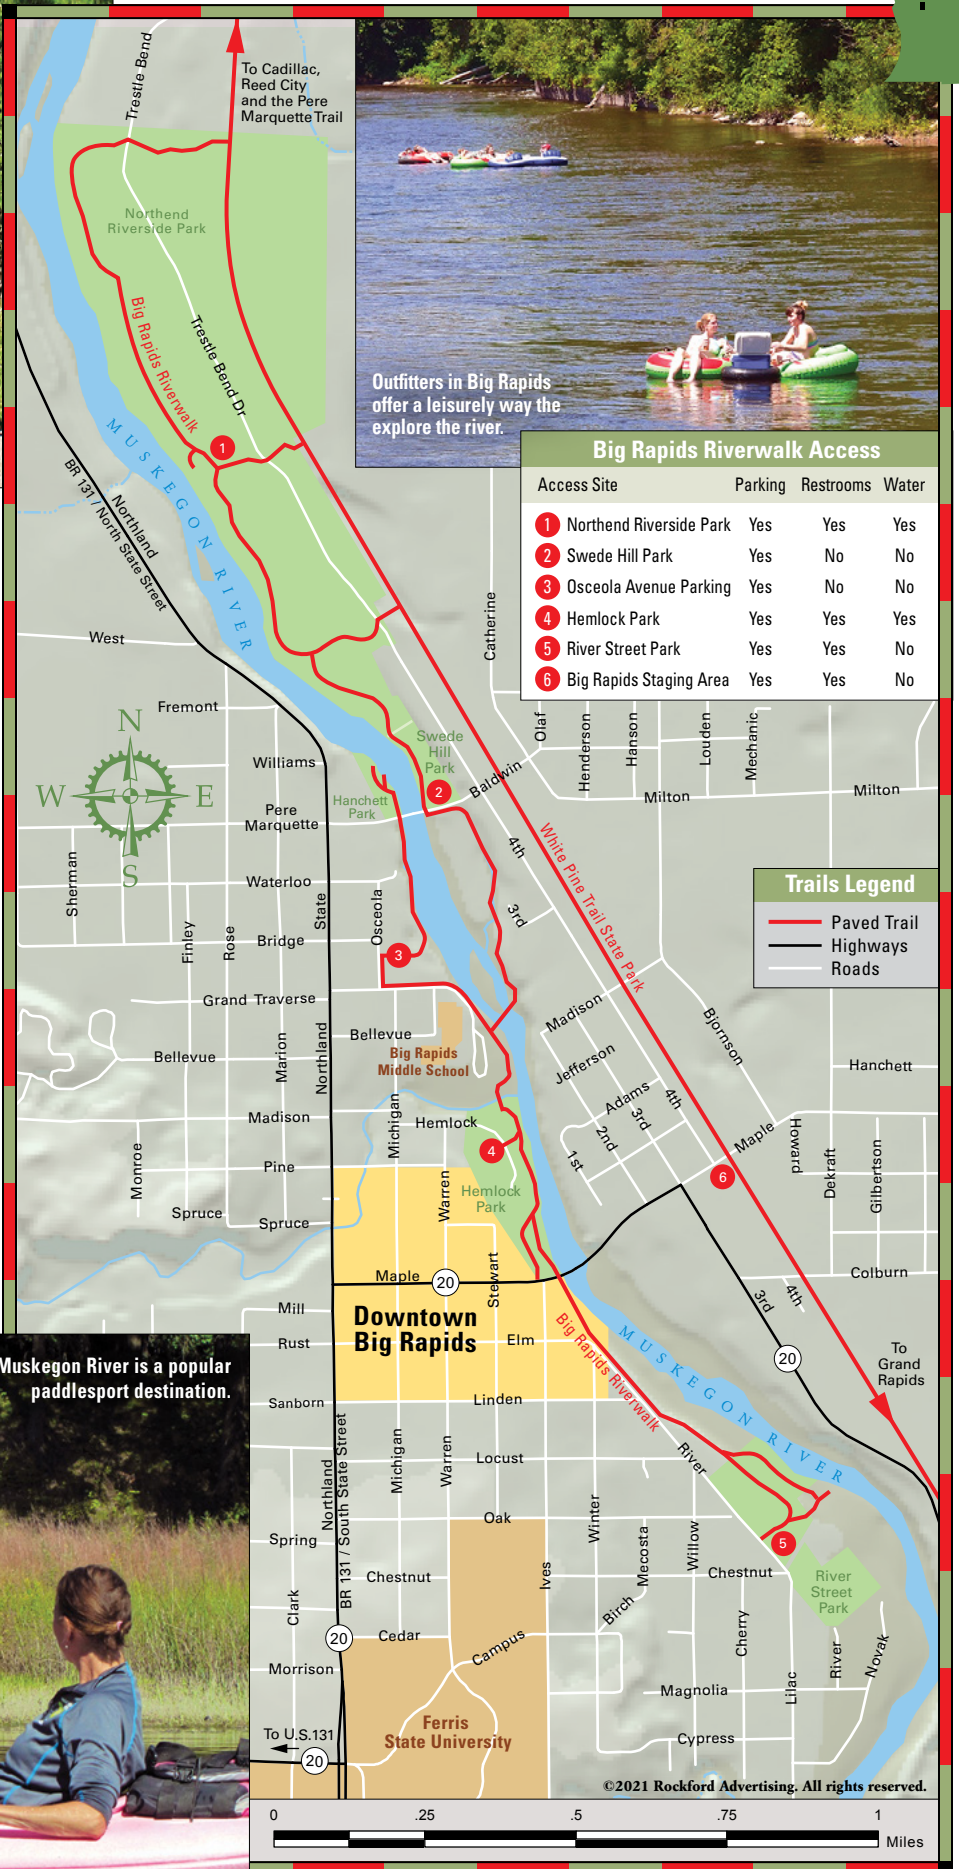 Trestle Bend
To Cadillac,
Reed City
and the Pere
Marquette Trail
Northend
Riverside Park
Big Rapids Riverwalk
Trestle Bend Dr
1
MUSKEGON RIVER
Northland
BR 131 / North State Street
Outfitters in Big Rapids
offer a leisurely way the
explore the river.
Big Rapids Riverwalk Access
Access Site Parking Restrooms Water
1 Northend Riverside Park Yes Yes Yes
2 Swede Hill Park Yes No No
3 Osceola Avenue Parking Yes No No
4 Hemlock Park Yes Yes Yes
5 River Street Park Yes Yes No
6 Big Rapids Staging Area Yes Yes No
West
Catherine
Fremont
N
W E
S
Williams
Swede
Hill
Park
2
Baldwin
Olaf
Henderson
Hanson
Louden
Mechanic
Milton
Milton
Pere
Marquette
Hanchett
Park
4th
White Pine Trail State Park
Trails Legend
Paved Trail
Highways
Roads
Sherman
Waterloo
State
Osceola
3rd
Finley
Rose
Bridge
3
Grand Traverse
Madison
Bjornson
Bellevue
Marion
Northland
Bellevue
Big Rapids
Middle School
Jefferson
Hanchett
Adams
4th
3rd
2nd
1st
Madison
Michigan
Hemlock
4
Maple
Howard
Dekraft
Gilbertson
6
Monroe
Pine
Warren
Hemlock
Park
Spruce
Spruce
Stewart
Maple
20
Colburn
3rd
4th
Mill
Downtown
Big Rapids
Rust
Elm
Big Rapids Riverwalk
MUSKEGON RIVER
20
To
Grand
Rapids
Muskegon River is a popular
paddlesport destination.
Sanborn
Linden
Northland
BR 131 / South State Street
Michigan
Warren
Locust
River
Oak
Winter
Spring
Mecosta
Willow
5
Chestnut
Ives
Chestnut
River
Street
Park
Clark
Birch
Cherry
20
Cedar
Campus
River
Novak
Morrison
Magnolia
Lilac
Ferris
State University
To U.S.131
20
Cypress
©2021 Rockford Advertising. All rights reserved.
0 .25 .5 .75 1
Miles